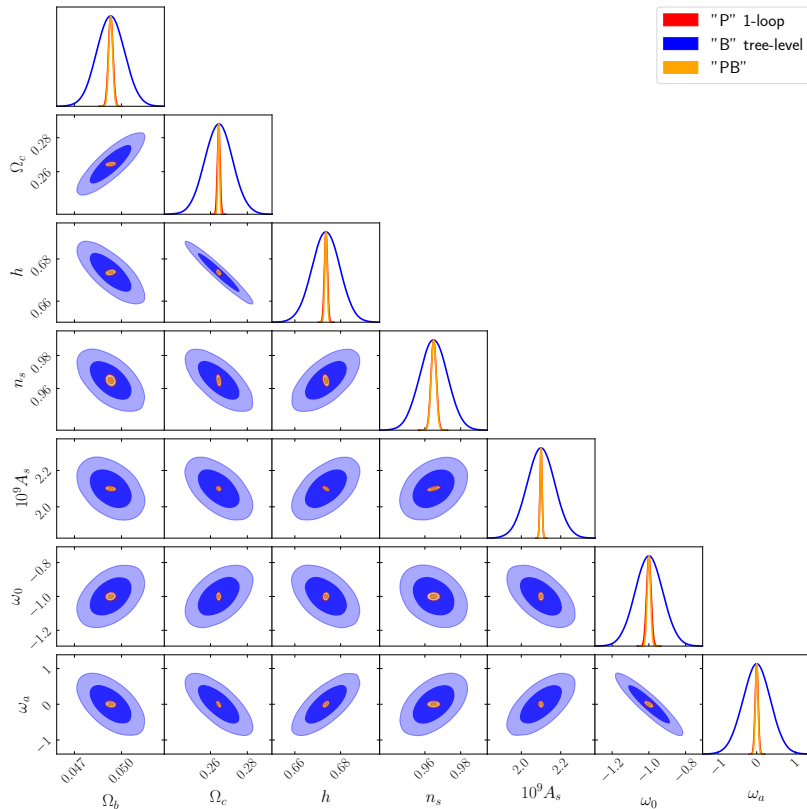 "P" 1-loop
"B" tree-level
"PB"
Ω_c 0.28 0.26
h 0.68 0.66
n_s 0.98 0.96
10^9 A_s 2.2 2.0
ω_0 −0.8 −1.0 −1.2
ω_a 1 0 −1
0.047 0.050 0.26 0.28 0.66 0.68 0.96 0.98 2.0 2.2 −1.2 −1.0 −0.8 −1 0 1
Ω_b Ω_c h n_s 10^9 A_s ω_0 ω_a